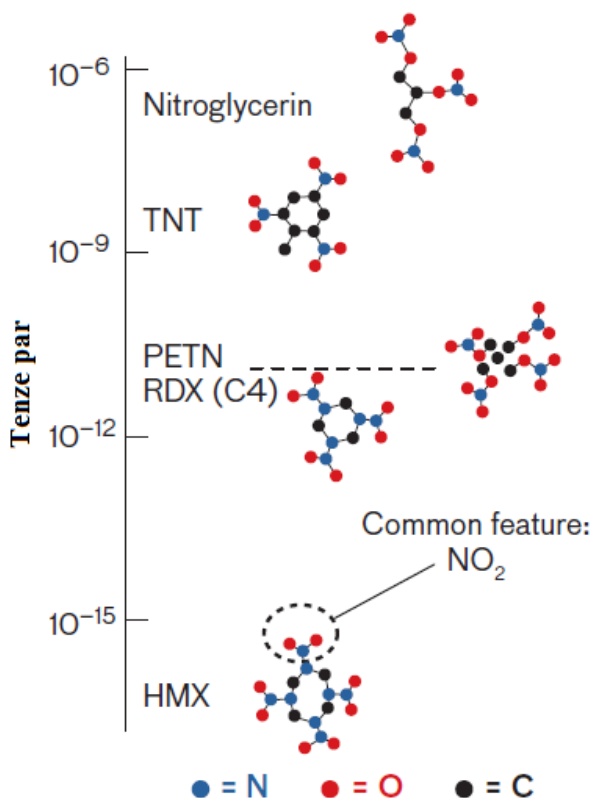 10⁻⁶
Nitroglycerin
TNT
10⁻⁹
Tenze par
PETN
RDX (C4)
10⁻¹²
Common feature:
NO₂
10⁻¹⁵
HMX
= N = O = C